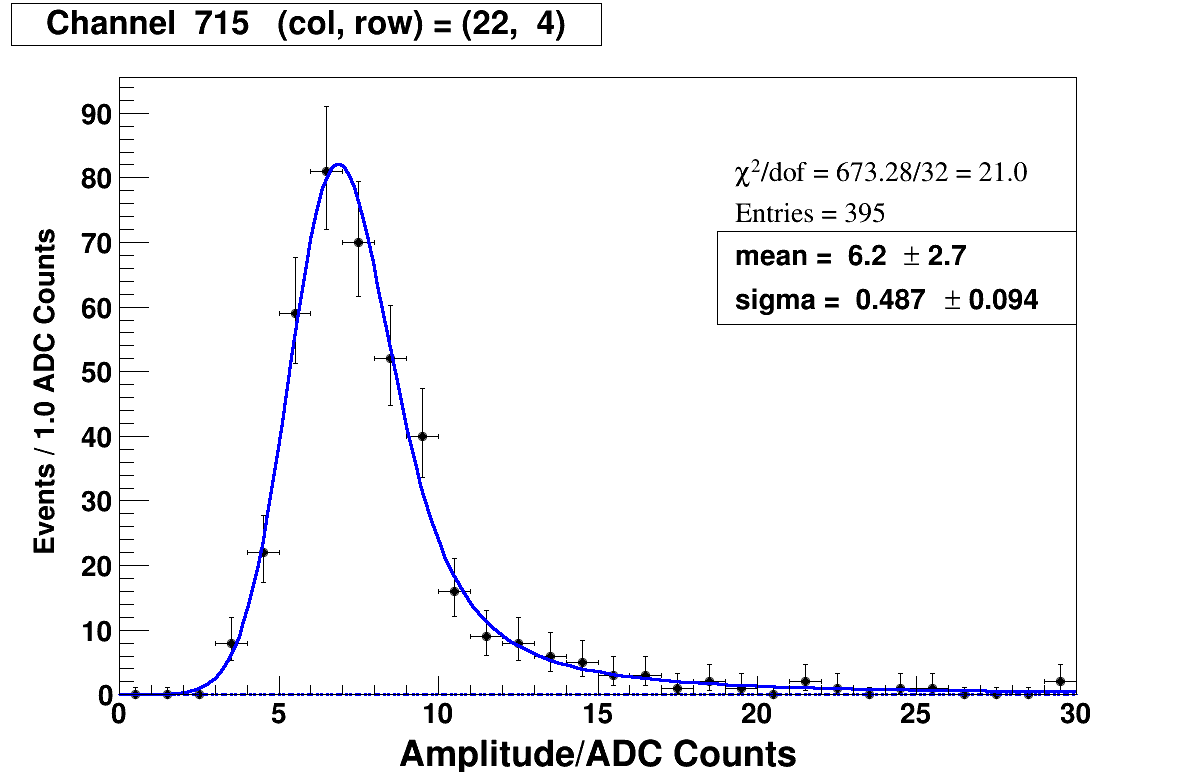 Channel 715 (col, row) = (22, 4)
90
80
70
60
50
40
30
20
10
0
Events / 1.0 ADC Counts
χ²/dof = 673.28/32 = 21.0
Entries = 395
mean = 6.2 ± 2.7
sigma = 0.487 ± 0.094
0 5 10 15 20 25 30
Amplitude/ADC Counts